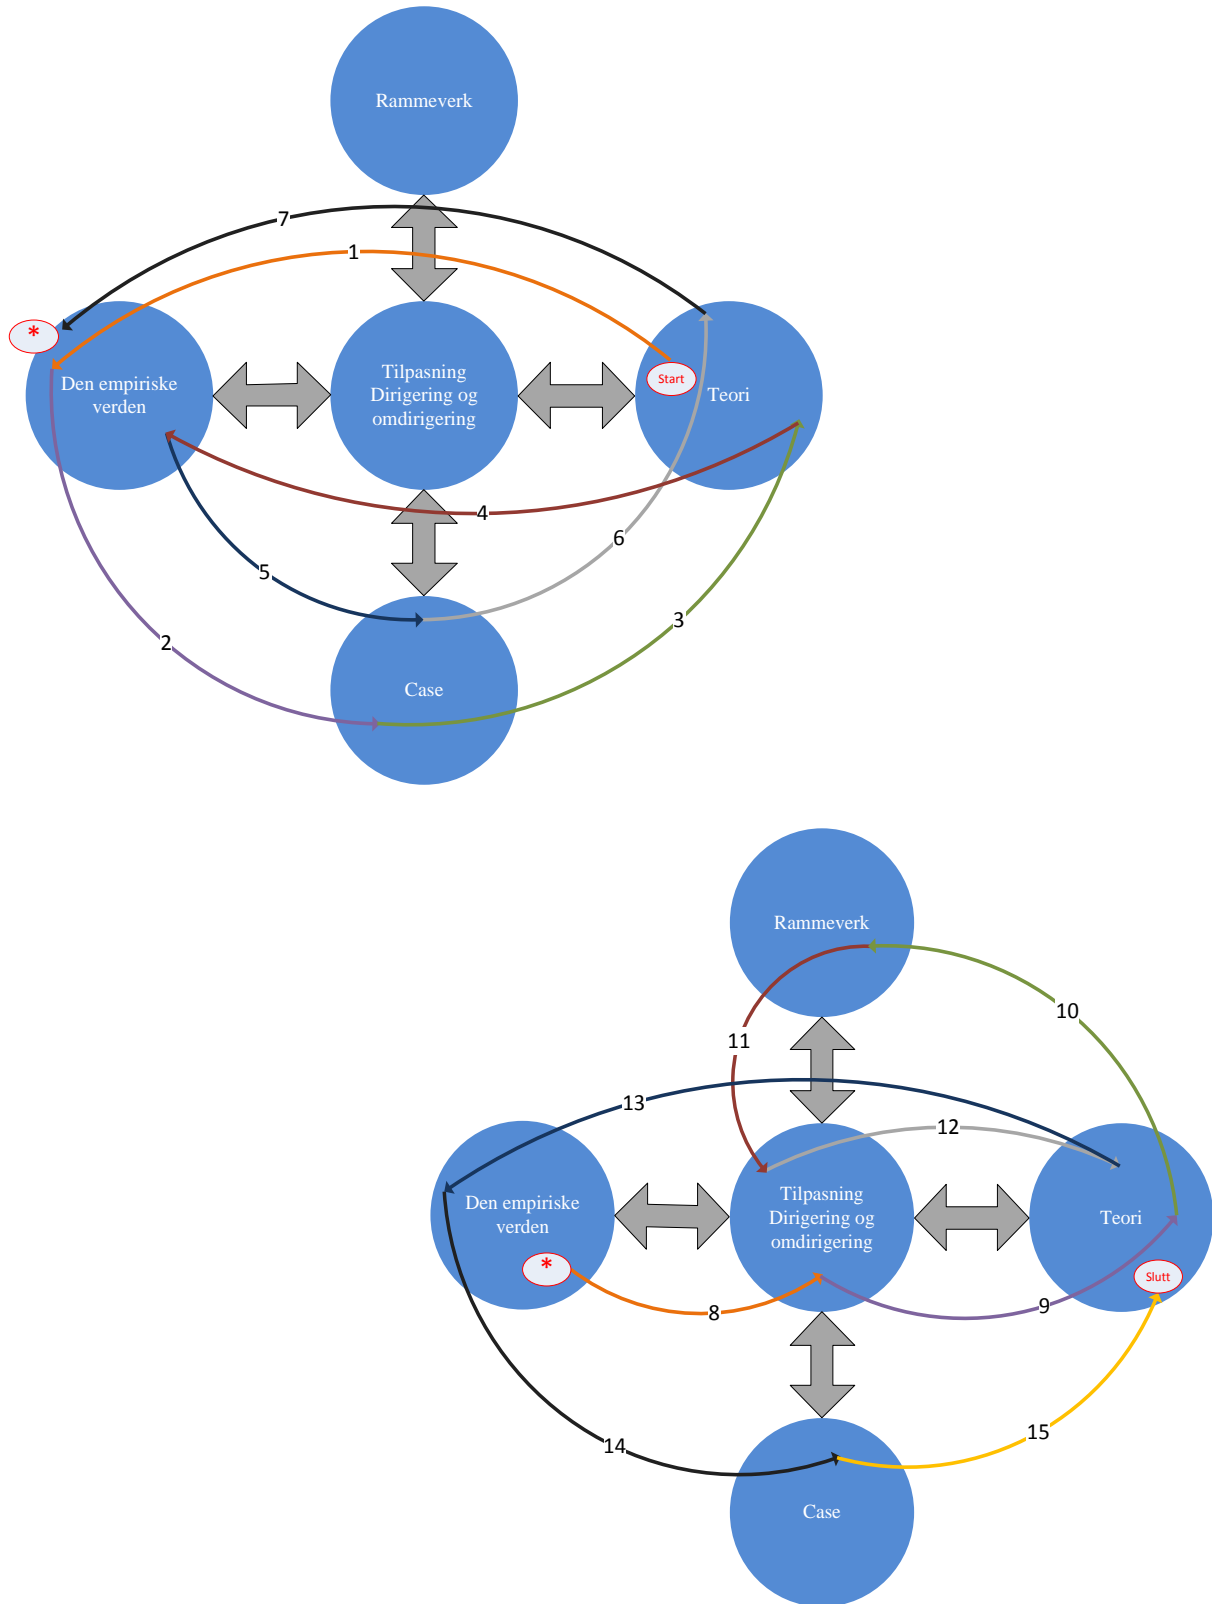 Rammeverk
7
1
*
Den empiriske
verden
Tilpasning
Dirigering og
omdirigering
Start
Teori
4
6
5
3
2
Case
Rammeverk
10
11
13
12
Den empiriske
verden
*
Tilpasning
Dirigering og
omdirigering
Teori
Slutt
8
9
15
14
Case